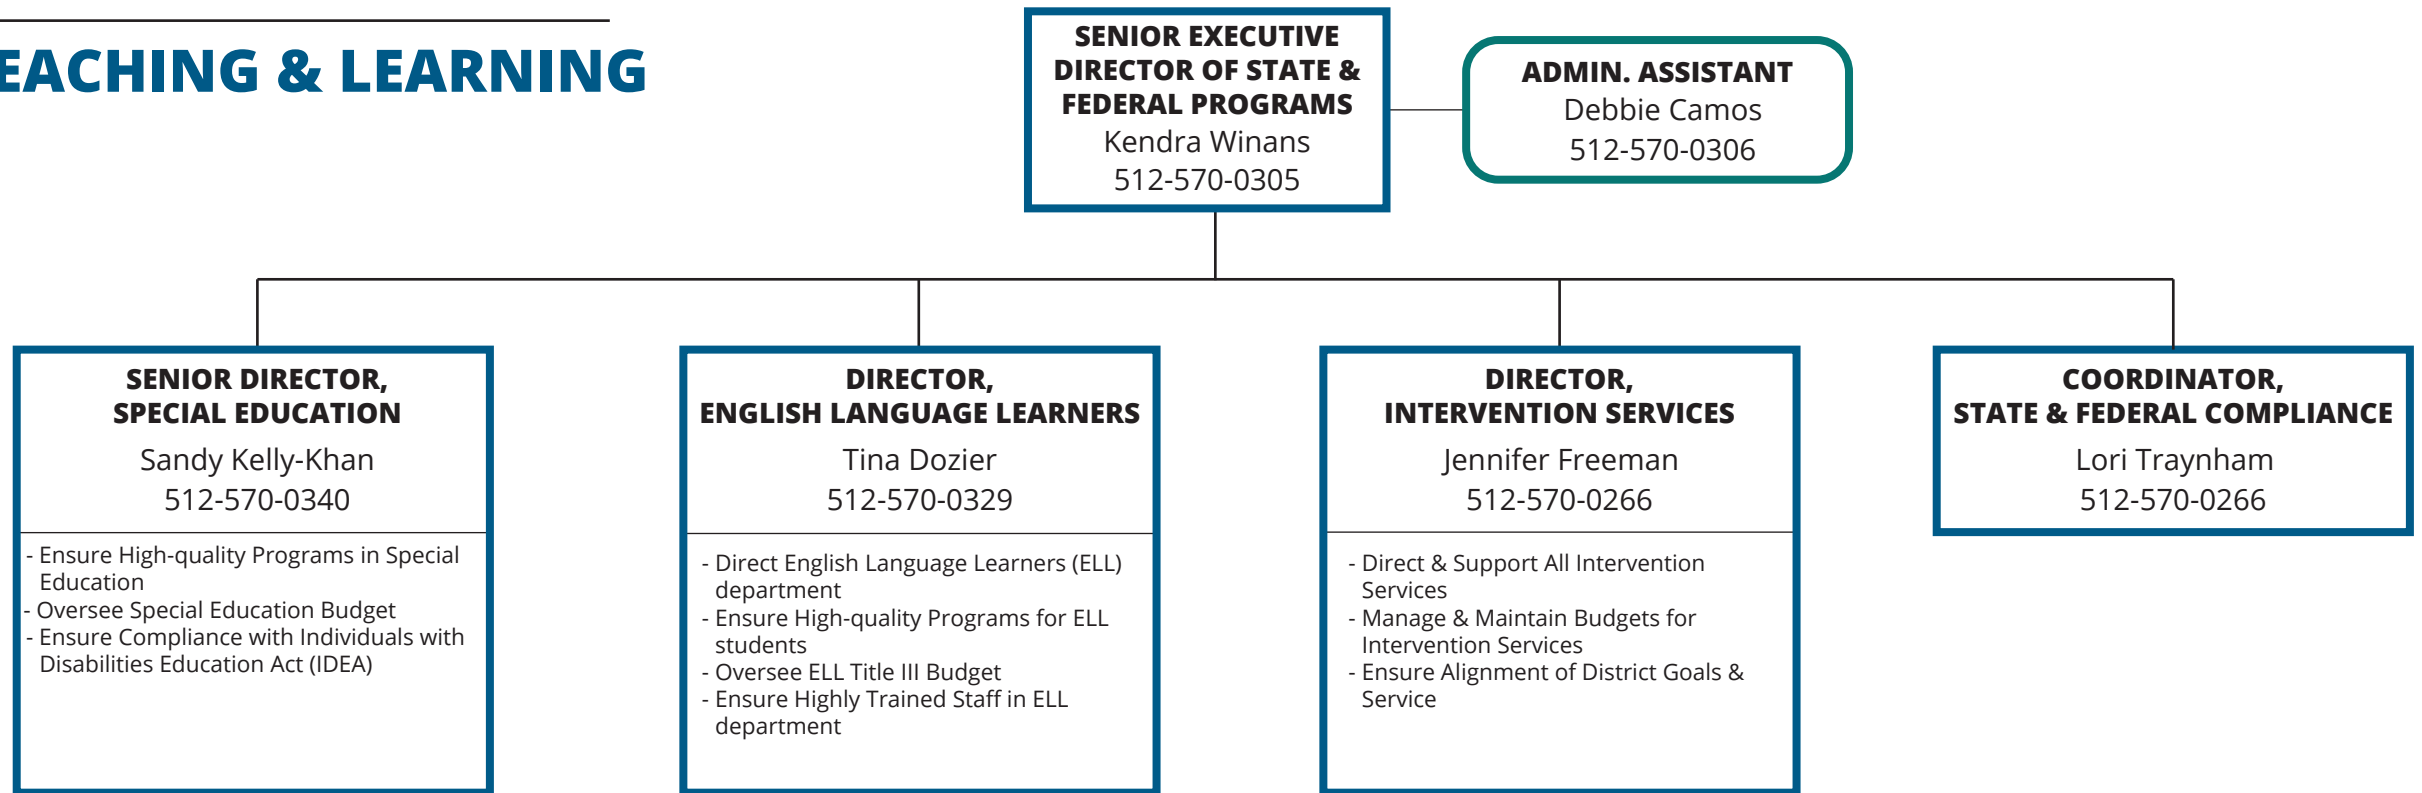 EACHING & LEARNING
SENIOR EXECUTIVE
DIRECTOR OF STATE &
FEDERAL PROGRAMS
Kendra Winans
512-570-0305
ADMIN. ASSISTANT
Debbie Camos
512-570-0306
SENIOR DIRECTOR,
SPECIAL EDUCATION
Sandy Kelly-Khan
512-570-0340
- Ensure High-quality Programs in Special
Education
- Oversee Special Education Budget
- Ensure Compliance with Individuals with
Disabilities Education Act (IDEA)
DIRECTOR,
ENGLISH LANGUAGE LEARNERS
Tina Dozier
512-570-0329
- Direct English Language Learners (ELL)
department
- Ensure High-quality Programs for ELL
students
- Oversee ELL Title III Budget
- Ensure Highly Trained Staff in ELL
department
DIRECTOR,
INTERVENTION SERVICES
Jennifer Freeman
512-570-0266
- Direct & Support All Intervention
Services
- Manage & Maintain Budgets for
Intervention Services
- Ensure Alignment of District Goals &
Service
COORDINATOR,
STATE & FEDERAL COMPLIANCE
Lori Traynham
512-570-0266